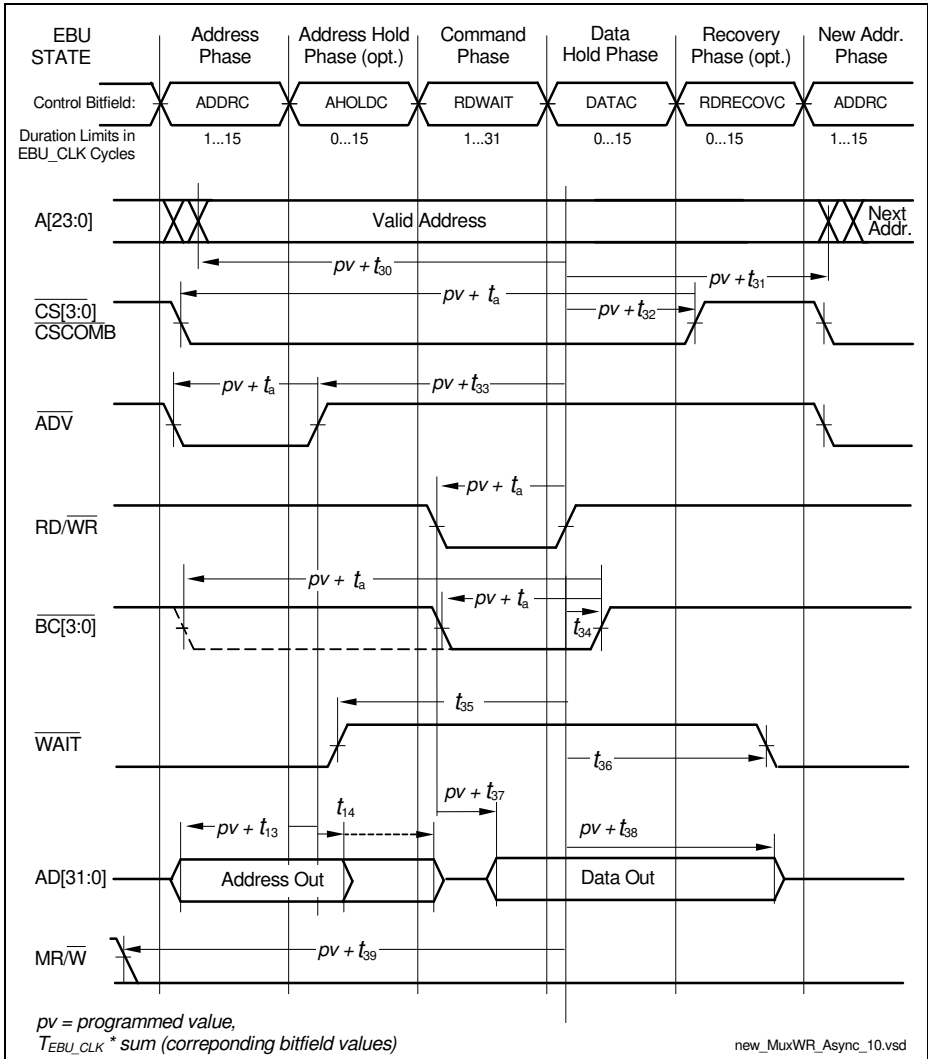 EBU STATE
Address Phase
Address Hold Phase (opt.)
Command Phase
Data Hold Phase
Recovery Phase (opt.)
New Addr. Phase
Control Bitfield: ADDRC AHOLDC RDWAIT DATAC RDRECOVC ADDRC
Duration Limits in EBU_CLK Cycles
1...15 0...15 1...31 0...15 0...15 1...15
A[23:0] Valid Address Next Addr.
pv + t30
pv + t31
pv + ta
pv + t32
CS[3:0]
CSCOMB
pv + ta pv + t33
ADV
pv + ta
RD/WR
pv + ta
pv + ta
BC[3:0] t34
t35
WAIT
t36
pv + t37
pv + t13 t14 pv + t38
AD[31:0] Address Out Data Out
MR/W pv + t39
pv = programmed value,
TEBU_CLK * sum (correponding bitfield values)
new_MuxWR_Async_10.vsd